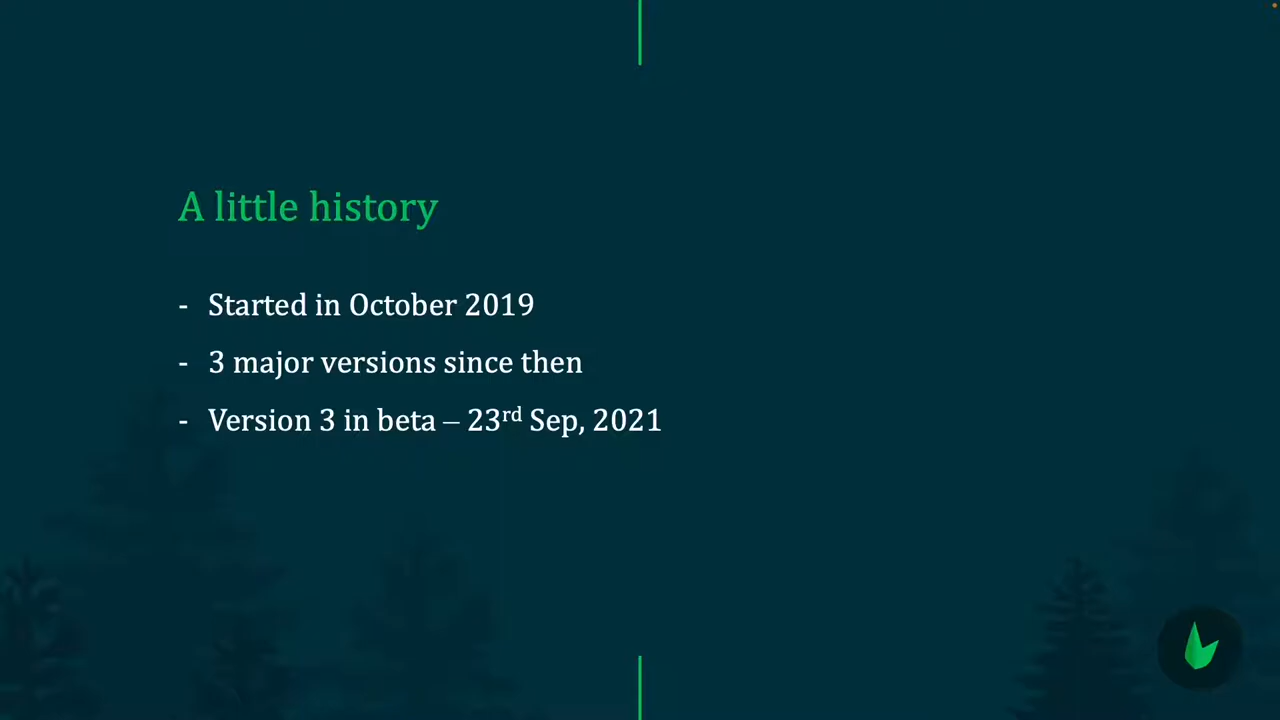 A little history
- Started in October 2019
- 3 major versions since then
- Version 3 in beta – 23rd Sep, 2021